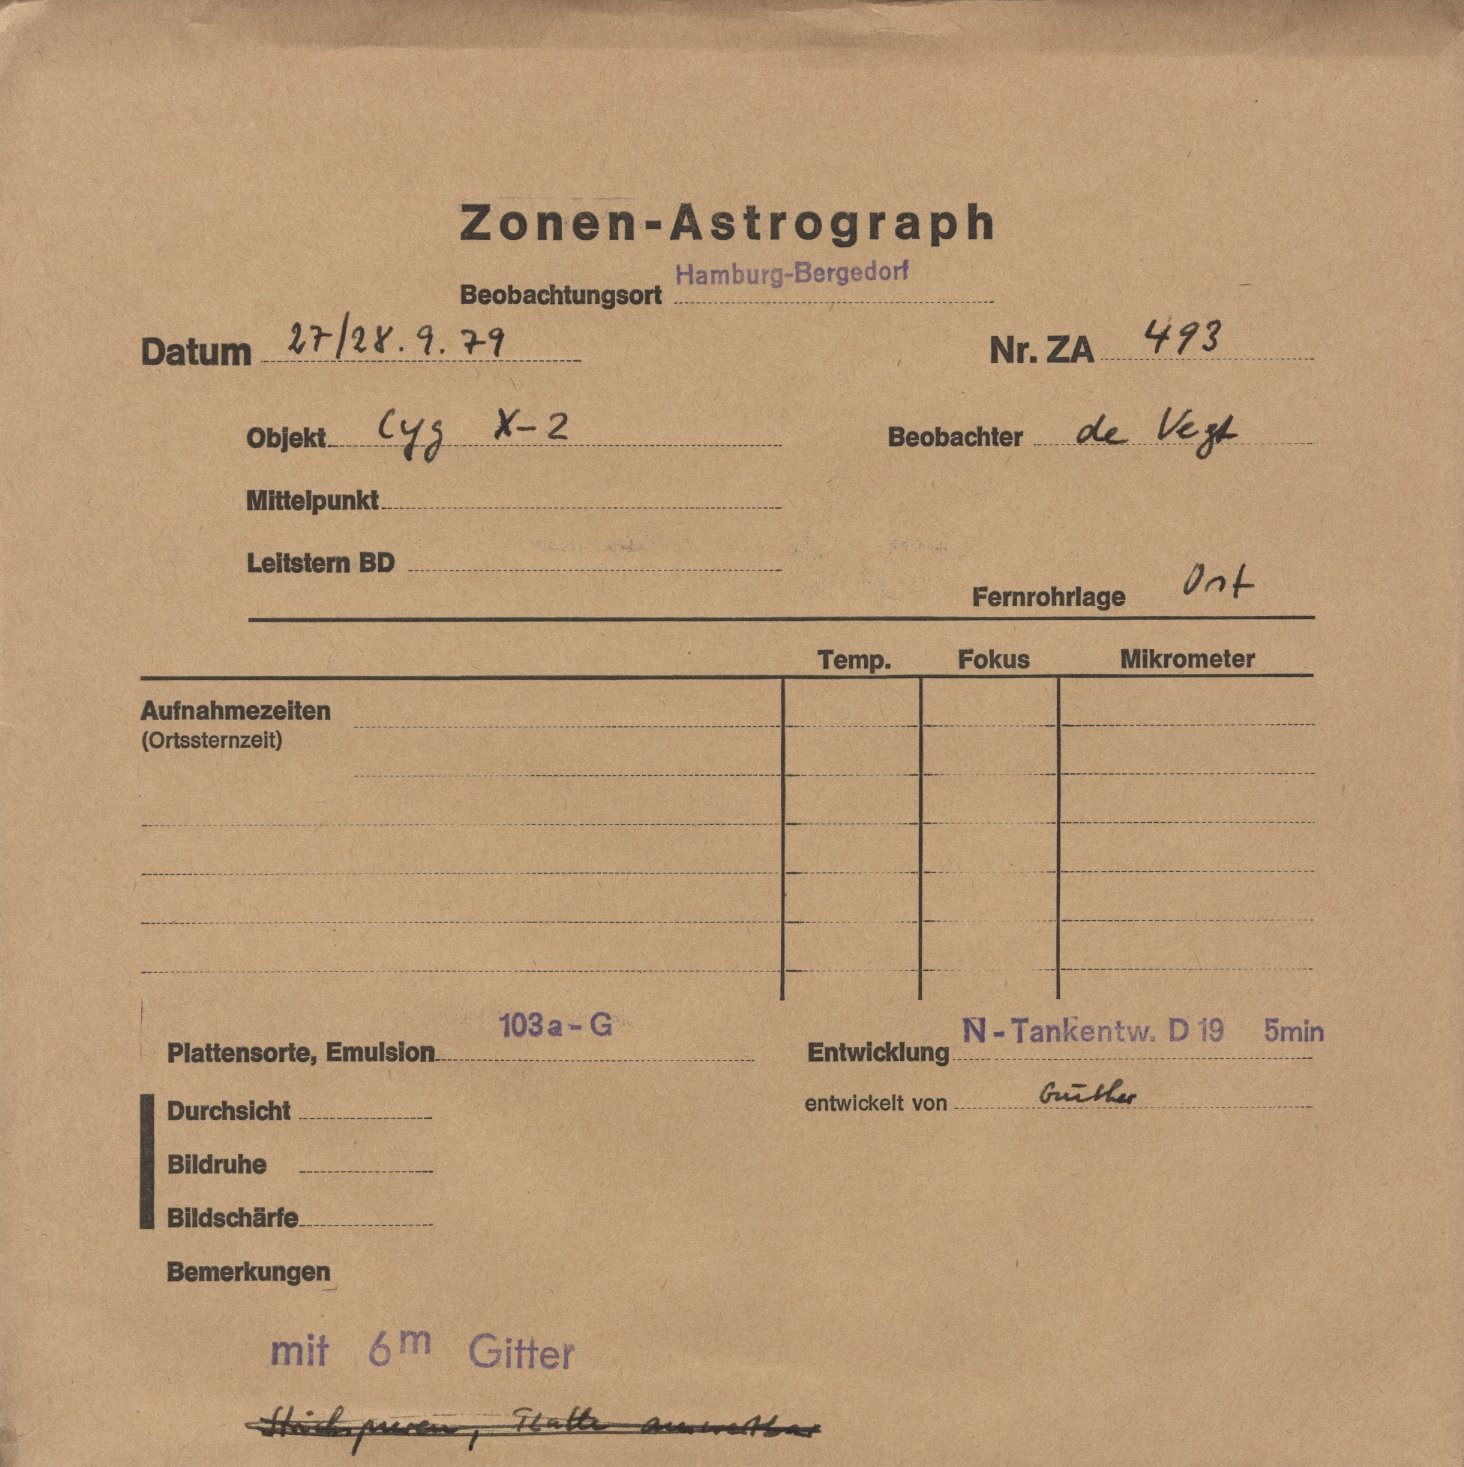 Zonen-Astrograph
Beobachtungsort Hamburg-Bergedorf
Datum 27/28.9.79 Nr. ZA 493
Objekt Cyg X-2 Beobachter de Vegt
Mittelpunkt
Leitstern BD
Fernrohrlage Ost
Temp. Fokus Mikrometer
Aufnahmezeiten
(Ortssternzeit)
103a-G N-Tankentw. D 19 5min
Plattensorte, Emulsion Entwicklung
Durchsicht entwickelt von
Bildruhe
Bildschärfe
Bemerkungen
mit 6m Gitter
Platte